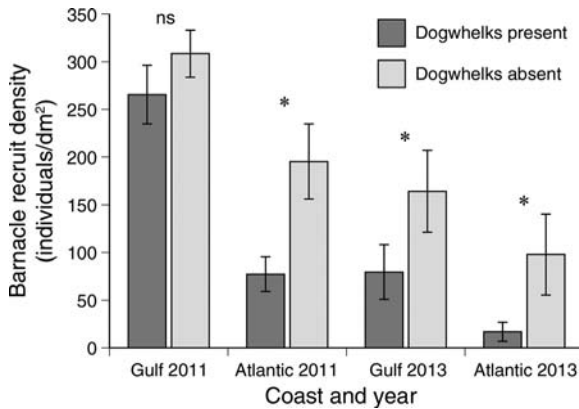 ns
Dogwhelks present
Dogwhelks absent
*
*
*
350
300
250
200
150
100
50
0
Barnacle recruit density
(individuals/dm²)
Gulf 2011 Atlantic 2011 Gulf 2013 Atlantic 2013
Coast and year